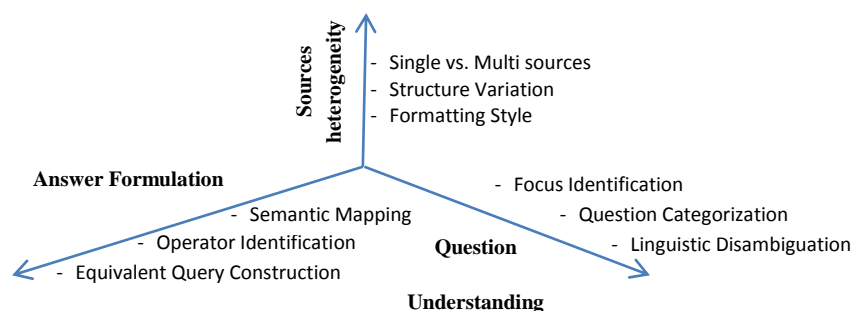 Sources
heterogeneity
- Single vs. Multi sources
- Structure Variation
- Formatting Style
Answer Formulation
- Semantic Mapping
- Operator Identification
- Equivalent Query Construction
- Focus Identification
- Question Categorization
- Linguistic Disambiguation
Question
Understanding